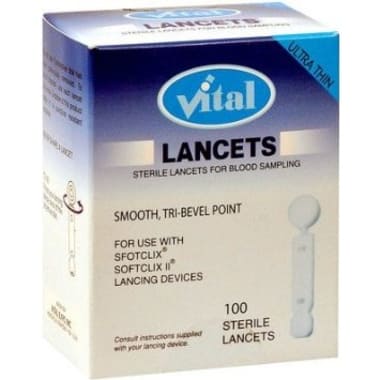 ULTRA THIN
Vital
LANCETS
STERILE LANCETS FOR BLOOD SAMPLING
SMOOTH, TRI-BEVEL POINT
FOR USE WITH
SFOTCLIX®
SOFTCLIX II®
LANCING DEVICES
100
STERILE
LANCETS
Consult instructions supplied
with your lancing device.